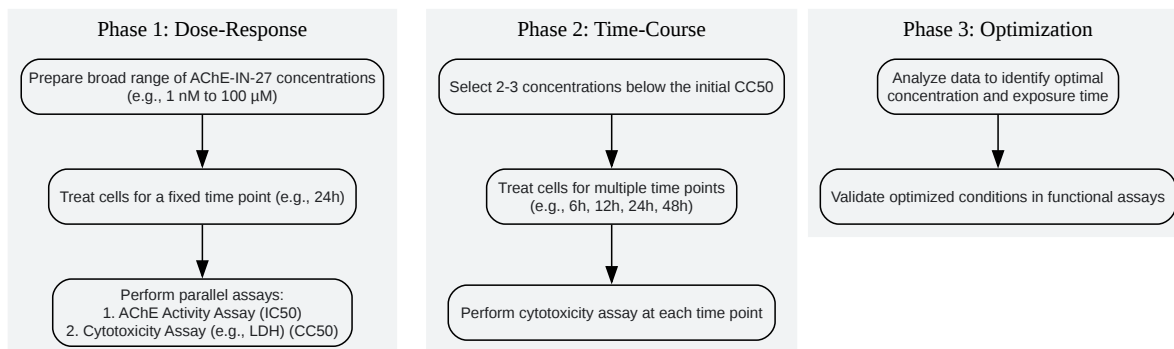 Phase 1: Dose-Response
Prepare broad range of AChE-IN-27 concentrations
(e.g., 1 nM to 100 µM)
Treat cells for a fixed time point (e.g., 24h)
Perform parallel assays:
1. AChE Activity Assay (IC50)
2. Cytotoxicity Assay (e.g., LDH) (CC50)
Phase 2: Time-Course
Select 2-3 concentrations below the initial CC50
Treat cells for multiple time points
(e.g., 6h, 12h, 24h, 48h)
Perform cytotoxicity assay at each time point
Phase 3: Optimization
Analyze data to identify optimal
concentration and exposure time
Validate optimized conditions in functional assays